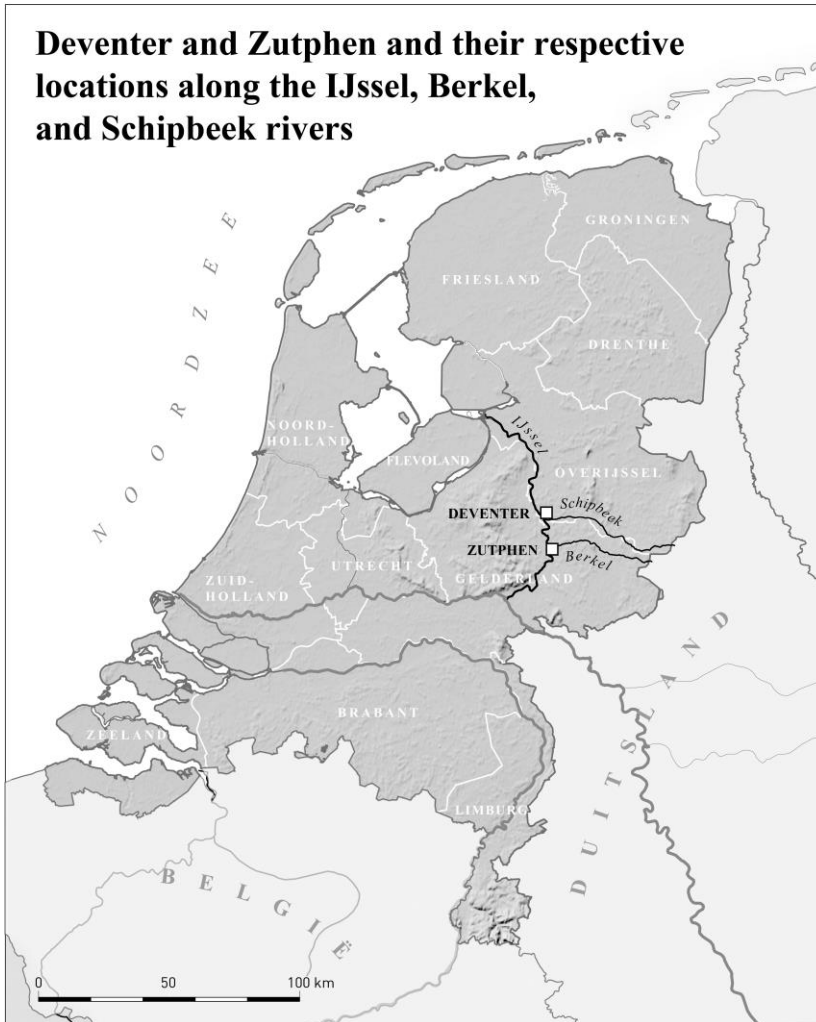 Deventer and Zutphen and their respective
locations along the IJssel, Berkel,
and Schipbeek rivers
GRONINGEN
FRIESLAND
DRENTHE
NOORDZEE
NOORD-
HOLLAND
IJssel
FLEVOLAND
OVERIJSSEL
DEVENTER
Schipbeek
ZUTPHEN
Berkel
UTRECHT
GELDERLAND
ZUID-
HOLLAND
DUITSLAND
BRABANT
ZEELAND
LIMBURG
BELGIË
0 50 100 km